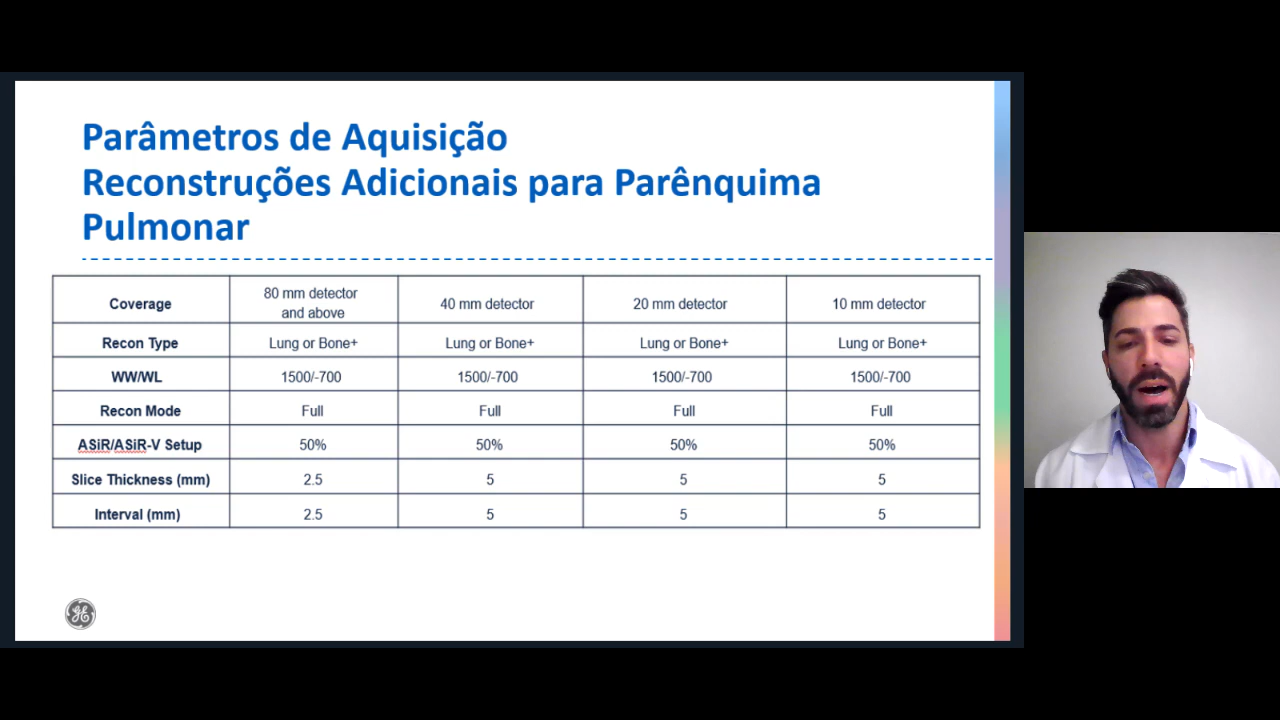 Parâmetros de Aquisição
Reconstruções Adicionais para Parênquima
Pulmonar
Coverage 80 mm detector and above 40 mm detector 20 mm detector 10 mm detector
Recon Type Lung or Bone+ Lung or Bone+ Lung or Bone+ Lung or Bone+
WW/WL 1500/-700 1500/-700 1500/-700 1500/-700
Recon Mode Full Full Full Full
ASiR/ASiR-V Setup 50% 50% 50% 50%
Slice Thickness (mm) 2.5 5 5 5
Interval (mm) 2.5 5 5 5
GE